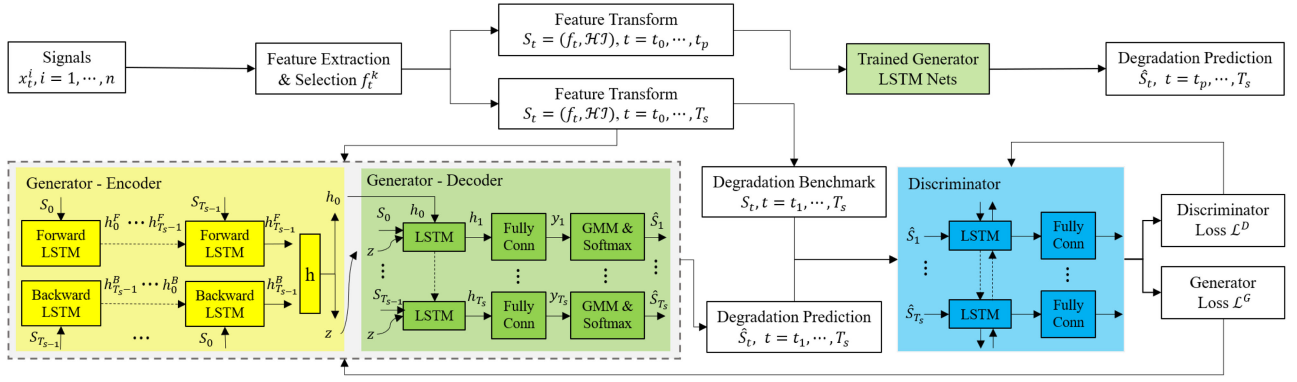 Signals
x_t^i, i = 1, ⋯, n
Feature Extraction
& Selection f_t^k
Feature Transform
S_t = (f_t, ℋℐ), t = t_0, ⋯, t_p
Feature Transform
S_t = (f_t, ℋℐ), t = t_0, ⋯, T_s
Trained Generator
LSTM Nets
Degradation Prediction
Ŝ_t, t = t_p, ⋯, T_s
Generator - Encoder
S_0
h_0^F ⋯ h_{T_s-1}^F
S_{T_s-1}
h_{T_s-1}^F
Forward
LSTM
Forward
LSTM
h_{T_s-1}^B ⋯ h_0^B
h_{T_s-1}^B
Backward
LSTM
Backward
LSTM
S_{T_s-1}
⋯
S_0
h
h_0
z
Generator - Decoder
S_0
h_0
z
LSTM
h_1
Fully
Conn
y_1
GMM &
Softmax
Ŝ_1
⋮
⋮
⋮
S_{T_s-1}
z
LSTM
h_{T_s}
Fully
Conn
y_{T_s}
GMM &
Softmax
Ŝ_{T_s}
Degradation Benchmark
S_t, t = t_1, ⋯, T_s
Degradation Prediction
Ŝ_t, t = t_1, ⋯, T_s
Discriminator
Ŝ_1
LSTM
Fully
Conn
⋮
⋮
Ŝ_{T_s}
LSTM
Fully
Conn
Discriminator
Loss ℒ^D
Generator
Loss ℒ^G